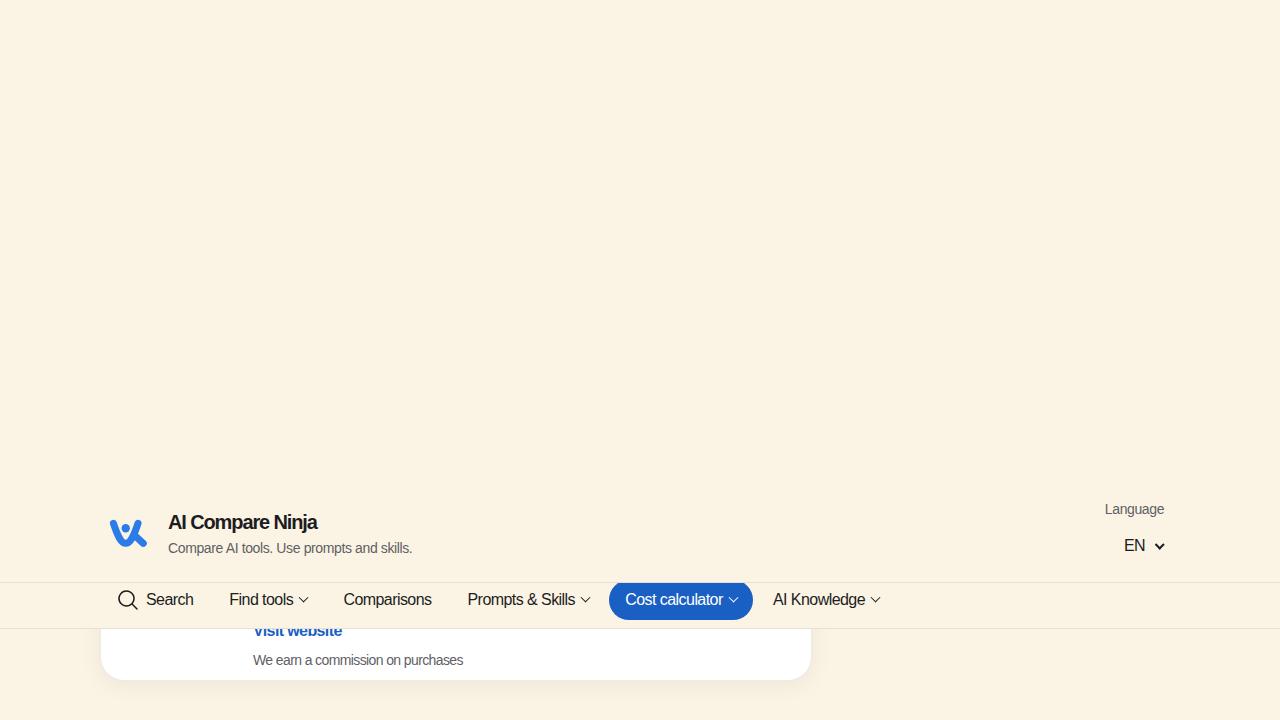 AI Compare Ninja
Compare AI tools. Use prompts and skills.
Language
EN
Search
Find tools
Comparisons
Prompts & Skills
Cost calculator
AI Knowledge
Visit website
We earn a commission on purchases